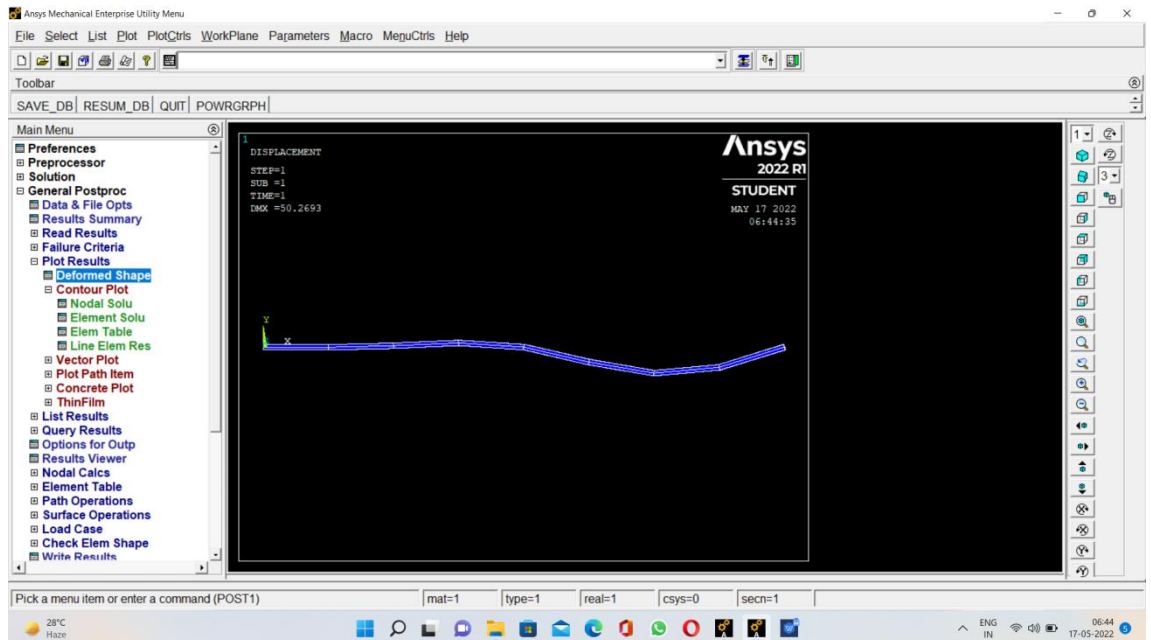 Ansys Mechanical Enterprise Utility Menu
File Select List Plot PlotCtrls WorkPlane Parameters Macro MenuCtrls Help
Toolbar
SAVE_DB RESUM_DB QUIT POWRGRPH
Main Menu
Preferences
Preprocessor
Solution
General Postproc
Data & File Opts
Results Summary
Read Results
Failure Criteria
Plot Results
Deformed Shape
Contour Plot
Nodal Solu
Element Solu
Elem Table
Line Elem Res
Vector Plot
Plot Path Item
Concrete Plot
ThinFilm
List Results
Query Results
Options for Outp
Results Viewer
Nodal Calcs
Element Table
Path Operations
Surface Operations
Load Case
Check Elem Shape
Write Results
1
DISPLACEMENT
STEP=1
SUB =1
TIME=1
DMX =50.2693
Ansys
2022 R1
STUDENT
MAY 17 2022
06:44:35
Y
X
1
3
Pick a menu item or enter a command (POST1) mat=1 type=1 real=1 csys=0 secn=1
28°C
Haze
ENG
IN
06:44
17-05-2022
5